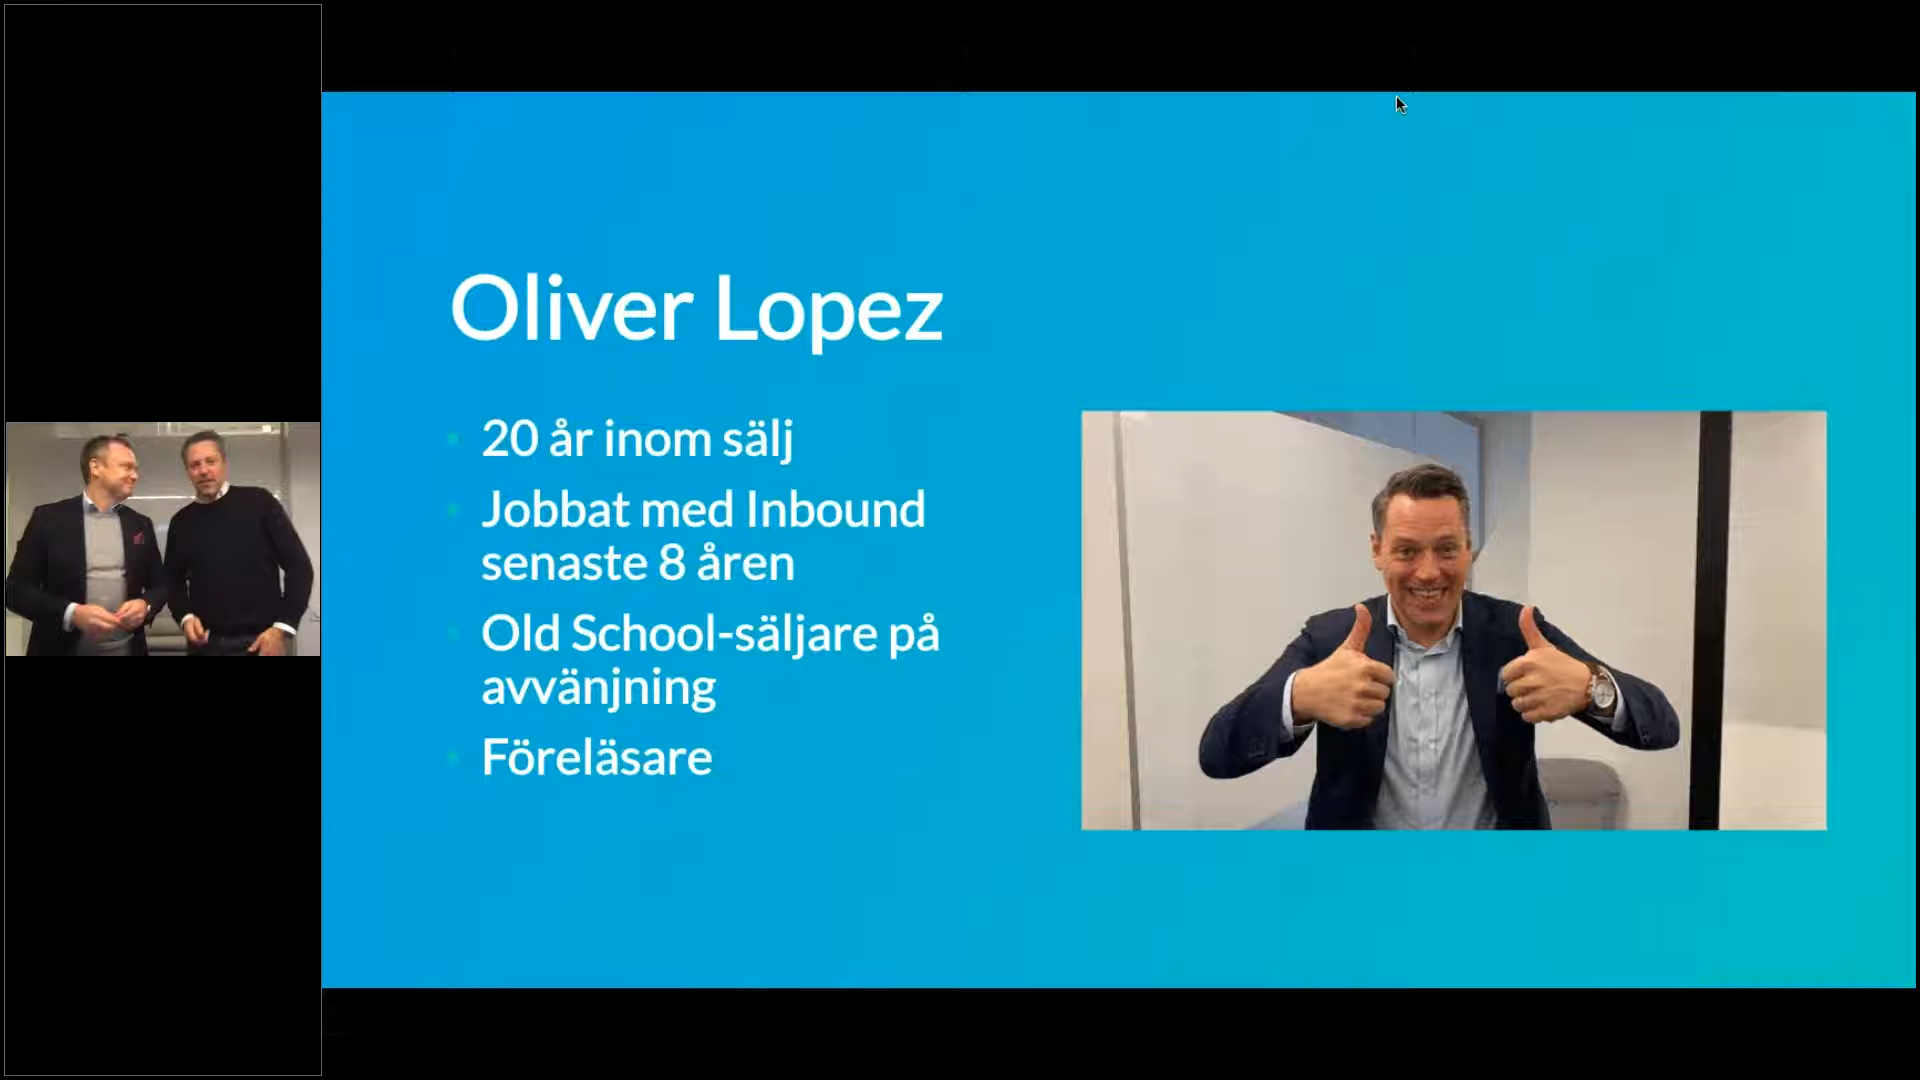 Oliver Lopez
20 år inom sälj
Jobbat med Inbound
senaste 8 åren
Old School-säljare på
avvänjning
Föreläsare